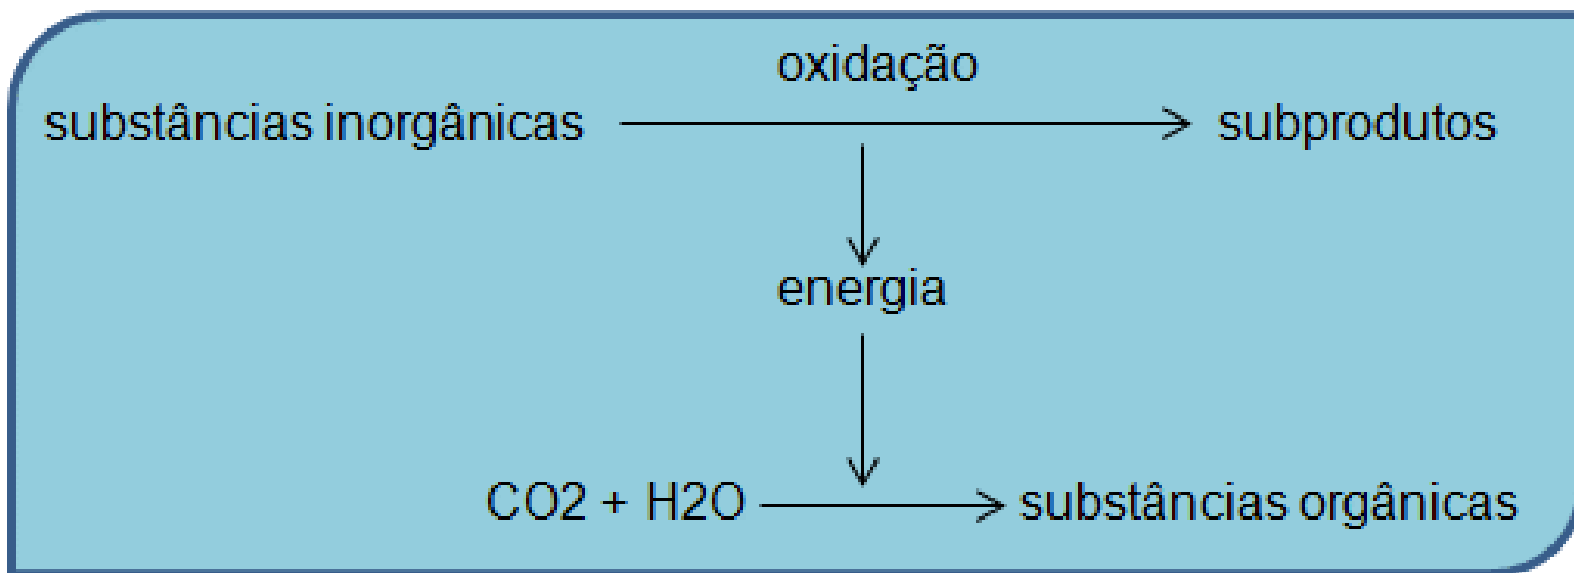 oxidação
substâncias inorgânicas subprodutos
energia
CO2 + H2O substâncias orgânicas